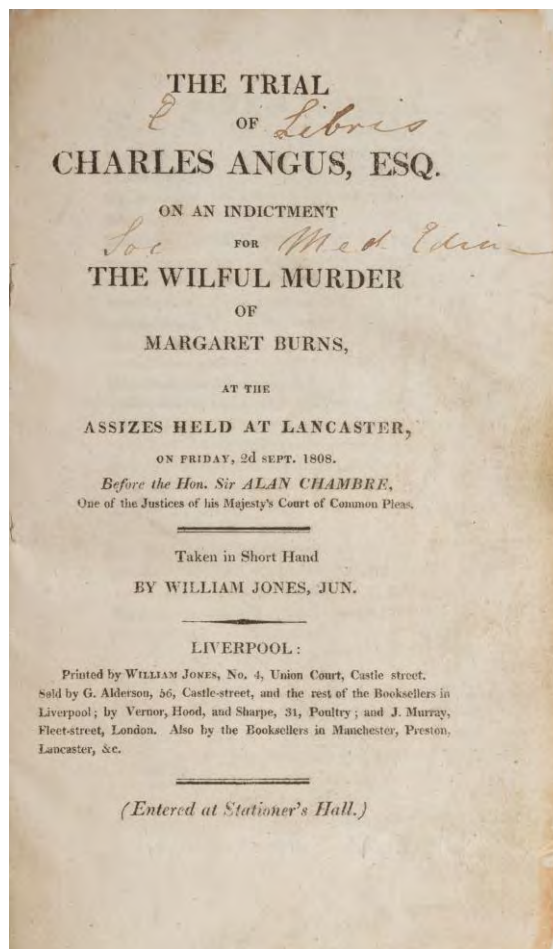 THE TRIAL
E OF Libris
CHARLES ANGUS, ESQ.
ON AN INDICTMENT
Soc FOR Med Edin
THE WILFUL MURDER
OF
MARGARET BURNS,
AT THE
ASSIZES HELD AT LANCASTER,
ON FRIDAY, 2d SEPT. 1808.
Before the Hon. Sir ALAN CHAMBRE,
One of the Justices of his Majesty's Court of Common Pleas.
Taken in Short Hand
BY WILLIAM JONES, JUN.
LIVERPOOL:
Printed by WILLIAM JONES, No. 4, Union Court, Castle street.
Sold by G. Alderson, 56, Castle-street, and the rest of the Booksellers in
Liverpool; by Vernor, Hood, and Sharpe, 31, Poultry; and J. Murray,
Fleet-street, London. Also by the Booksellers in Manchester, Preston,
Lancaster, &c.
(Entered at Stationer's Hall.)